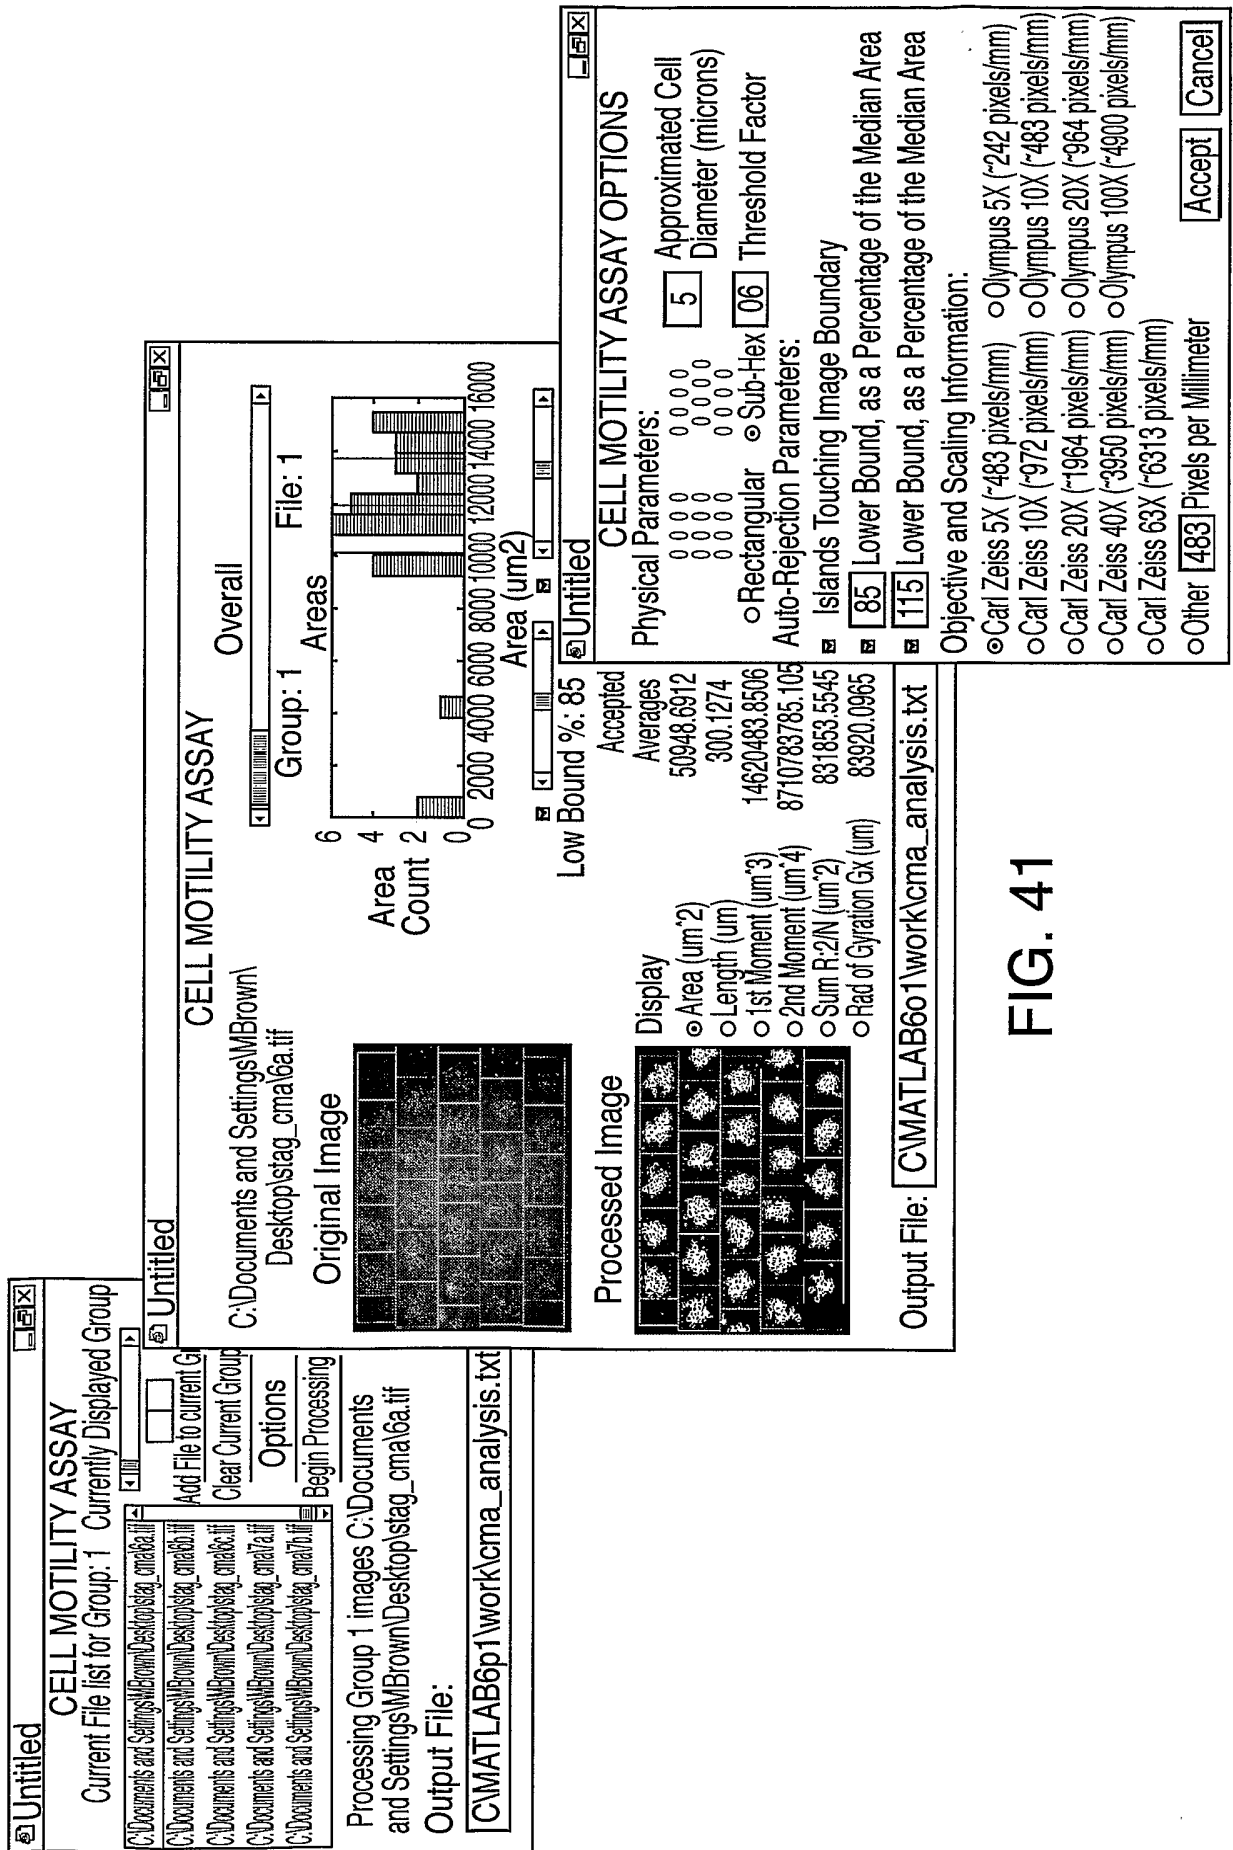 Untitled
CELL MOTILITY ASSAY
Current File list for Group: 1 Currently Displayed Group
C:\Documents and Settings\MBrown\Desktop\stag_cma\6a.tif
C:\Documents and Settings\MBrown\Desktop\stag_cma\6b.tif
C:\Documents and Settings\MBrown\Desktop\stag_cma\6c.tif
C:\Documents and Settings\MBrown\Desktop\stag_cma\7a.tif
C:\Documents and Settings\MBrown\Desktop\stag_cma\7b.tif
Add File to current G
Clear Current Group
Options
Begin Processing
Processing Group 1 images C:\Documents
and Settings\MBrown\Desktop\stag_cma\6a.tif
Output File:
C\MATLAB6p1\work\cma_analysis.txt
Untitled
CELL MOTILITY ASSAY
C:\Documents and Settings\MBrown\
Desktop\stag_cma\6a.tif
Original Image
Overall
Group: 1 File: 1
Areas
6
4
2
0
Area
Count
0 2000 4000 6000 8000 10000 12000 14000 16000
Area (um2)
Low Bound %: 85
Processed Image
Display
Accepted
Averages
Area (um^2) 50948.6912
Length (um) 300.1274
1st Moment (um^3) 14620483.8506
2nd Moment (um^4) 8710783785.105
Sum R:2/N (um^2) 831853.5545
Rad of Gyration Gx (um) 83920.0965
Output File: C\MATLAB6o1\work\cma_analysis.txt
Untitled
CELL MOTILITY ASSAY OPTIONS
Physical Parameters:
5 Approximated Cell
Diameter (microns)
Rectangular Sub-Hex 06 Threshold Factor
Auto-Rejection Parameters:
Islands Touching Image Boundary
85 Lower Bound, as a Percentage of the Median Area
115 Lower Bound, as a Percentage of the Median Area
Objective and Scaling Information:
Carl Zeiss 5X (~483 pixels/mm) Olympus 5X (~242 pixels/mm)
Carl Zeiss 10X (~972 pixels/mm) Olympus 10X (~483 pixels/mm)
Carl Zeiss 20X (~1964 pixels/mm) Olympus 20X (~964 pixels/mm)
Carl Zeiss 40X (~3950 pixels/mm) Olympus 100X (~4900 pixels/mm)
Carl Zeiss 63X (~6313 pixels/mm)
Other 483 Pixels per Millimeter
Accept Cancel
FIG. 41